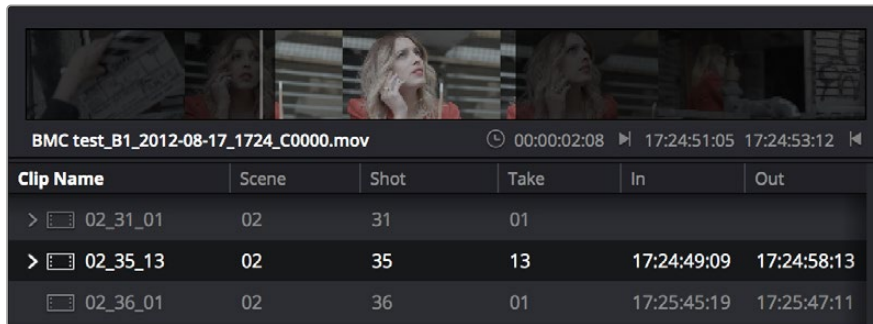 BMC test_B1_2012-08-17_1724_C0000.mov 00:00:02:08 17:24:51:05 17:24:53:12
Clip Name Scene Shot Take In Out
02_31_01 02 31 01
02_35_13 02 35 13 17:24:49:09 17:24:58:13
02_36_01 02 36 01 17:25:45:19 17:25:47:11